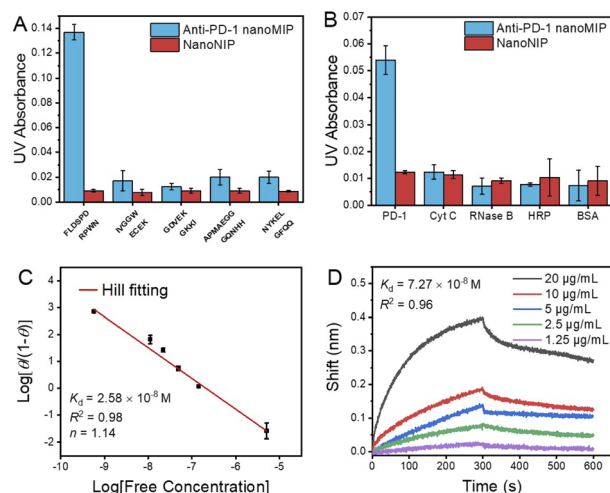 A
Anti-PD-1 nanoMIP
NanoNIP
UV Absorbance
0.14
0.12
0.10
0.08
0.06
0.04
0.02
0.00
FLDSPD
RPWN
IVGGW
ECEK
GDVEK
GKKI
APMAEGG
GQNHH
NYKEL
GFQQ
B
Anti-PD-1 nanoMIP
NanoNIP
UV Absorbance
0.07
0.06
0.05
0.04
0.03
0.02
0.01
0.00
PD-1 Cyt C RNase B HRP BSA
C
Hill fitting
Log[θ/(1-θ)]
4
3
2
1
0
-1
-2
Kd = 2.58 × 10-8 M
R2 = 0.98
n = 1.14
-10 -9 -8 -7 -6 -5
Log[Free Concentration]
D
Kd = 7.27 × 10-8 M
R2 = 0.96
20 µg/mL
10 µg/mL
5 µg/mL
2.5 µg/mL
1.25 µg/mL
Shift (nm)
0.4
0.3
0.2
0.1
0.0
0 100 200 300 400 500 600
Time (s)